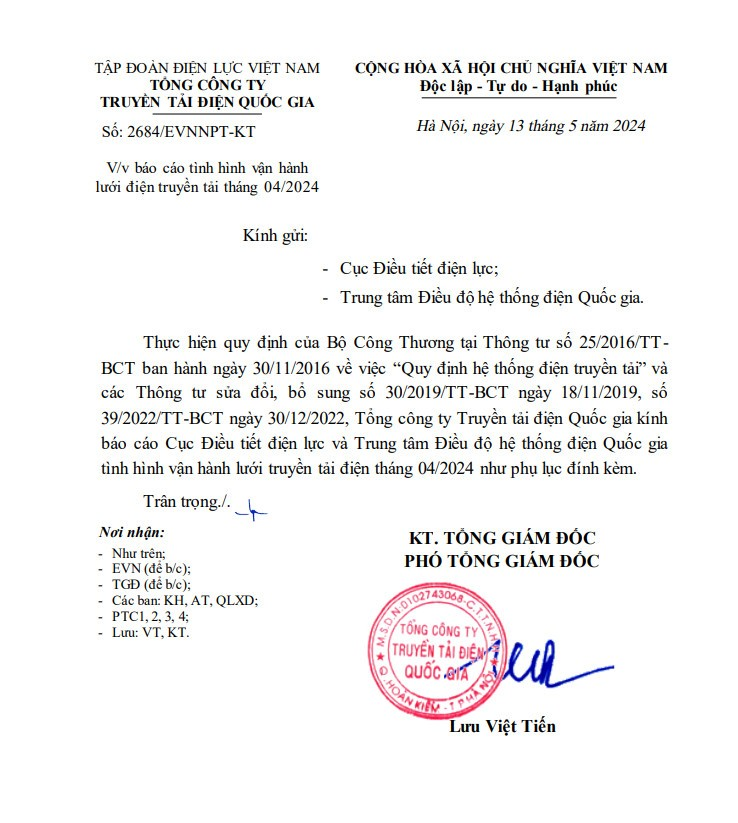 TẬP ĐOÀN ĐIỆN LỰC VIỆT NAM
TỔNG CÔNG TY
TRUYỀN TẢI ĐIỆN QUỐC GIA
CỘNG HÒA XÃ HỘI CHỦ NGHĨA VIỆT NAM
Độc lập - Tự do - Hạnh phúc
Số: 2684/EVNNPT-KT
Hà Nội, ngày 13 tháng 5 năm 2024
V/v báo cáo tình hình vận hành
lưới điện truyền tải tháng 04/2024
Kính gửi:
- Cục Điều tiết điện lực;
- Trung tâm Điều độ hệ thống điện Quốc gia.
Thực hiện quy định của Bộ Công Thương tại Thông tư số 25/2016/TT-
BCT ban hành ngày 30/11/2016 về việc “Quy định hệ thống điện truyền tải” và
các Thông tư sửa đổi, bổ sung số 30/2019/TT-BCT ngày 18/11/2019, số
39/2022/TT-BCT ngày 30/12/2022, Tổng công ty Truyền tải điện Quốc gia kính
báo cáo Cục Điều tiết điện lực và Trung tâm Điều độ hệ thống điện Quốc gia
tình hình vận hành lưới truyền tải điện tháng 04/2024 như phụ lục đính kèm.
Trân trọng./.
Nơi nhận:
- Như trên;
- EVN (để b/c);
- TGĐ (để b/c);
- Các ban: KH, AT, QLXD;
- PTC1, 2, 3, 4;
- Lưu: VT, KT.
KT. TỔNG GIÁM ĐỐC
PHÓ TỔNG GIÁM ĐỐC
M.S.D.N-0102743068-C.T.T.N.H.H
TỔNG CÔNG TY
TRUYỀN TẢI ĐIỆN
QUỐC GIA
Q.HOÀN KIẾM - T.P HÀ NỘI
Lưu Việt Tiến